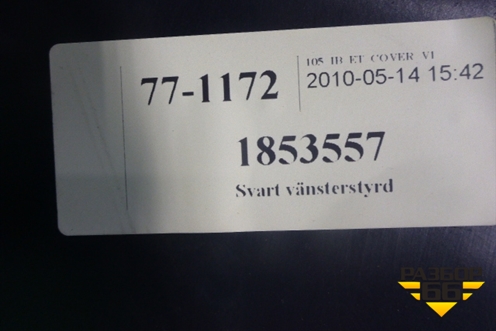 105 IB ET COVER V1
77-1172
2010-05-14 15:42
1853557
Svart vänsterstyrd
РАЗБОР
66